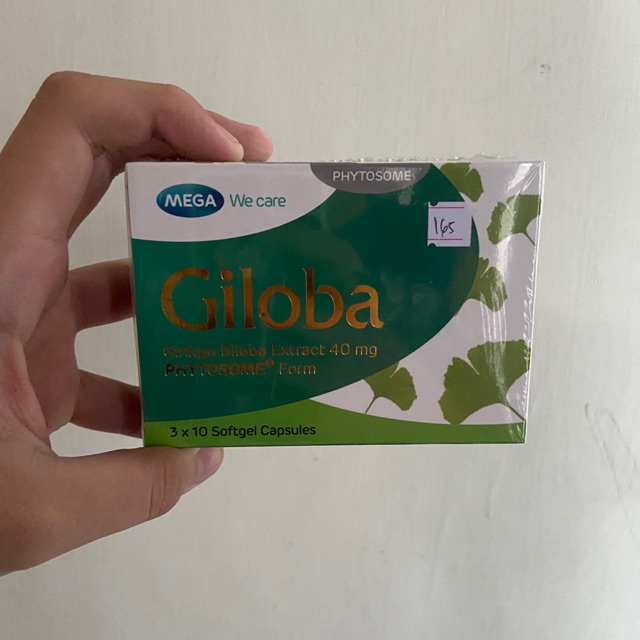 PHYTOSOME
MEGA We care
165
Giloba
Ginkgo Biloba Extract 40 mg
PHYTOSOME® Form
3 x 10 Softgel Capsules